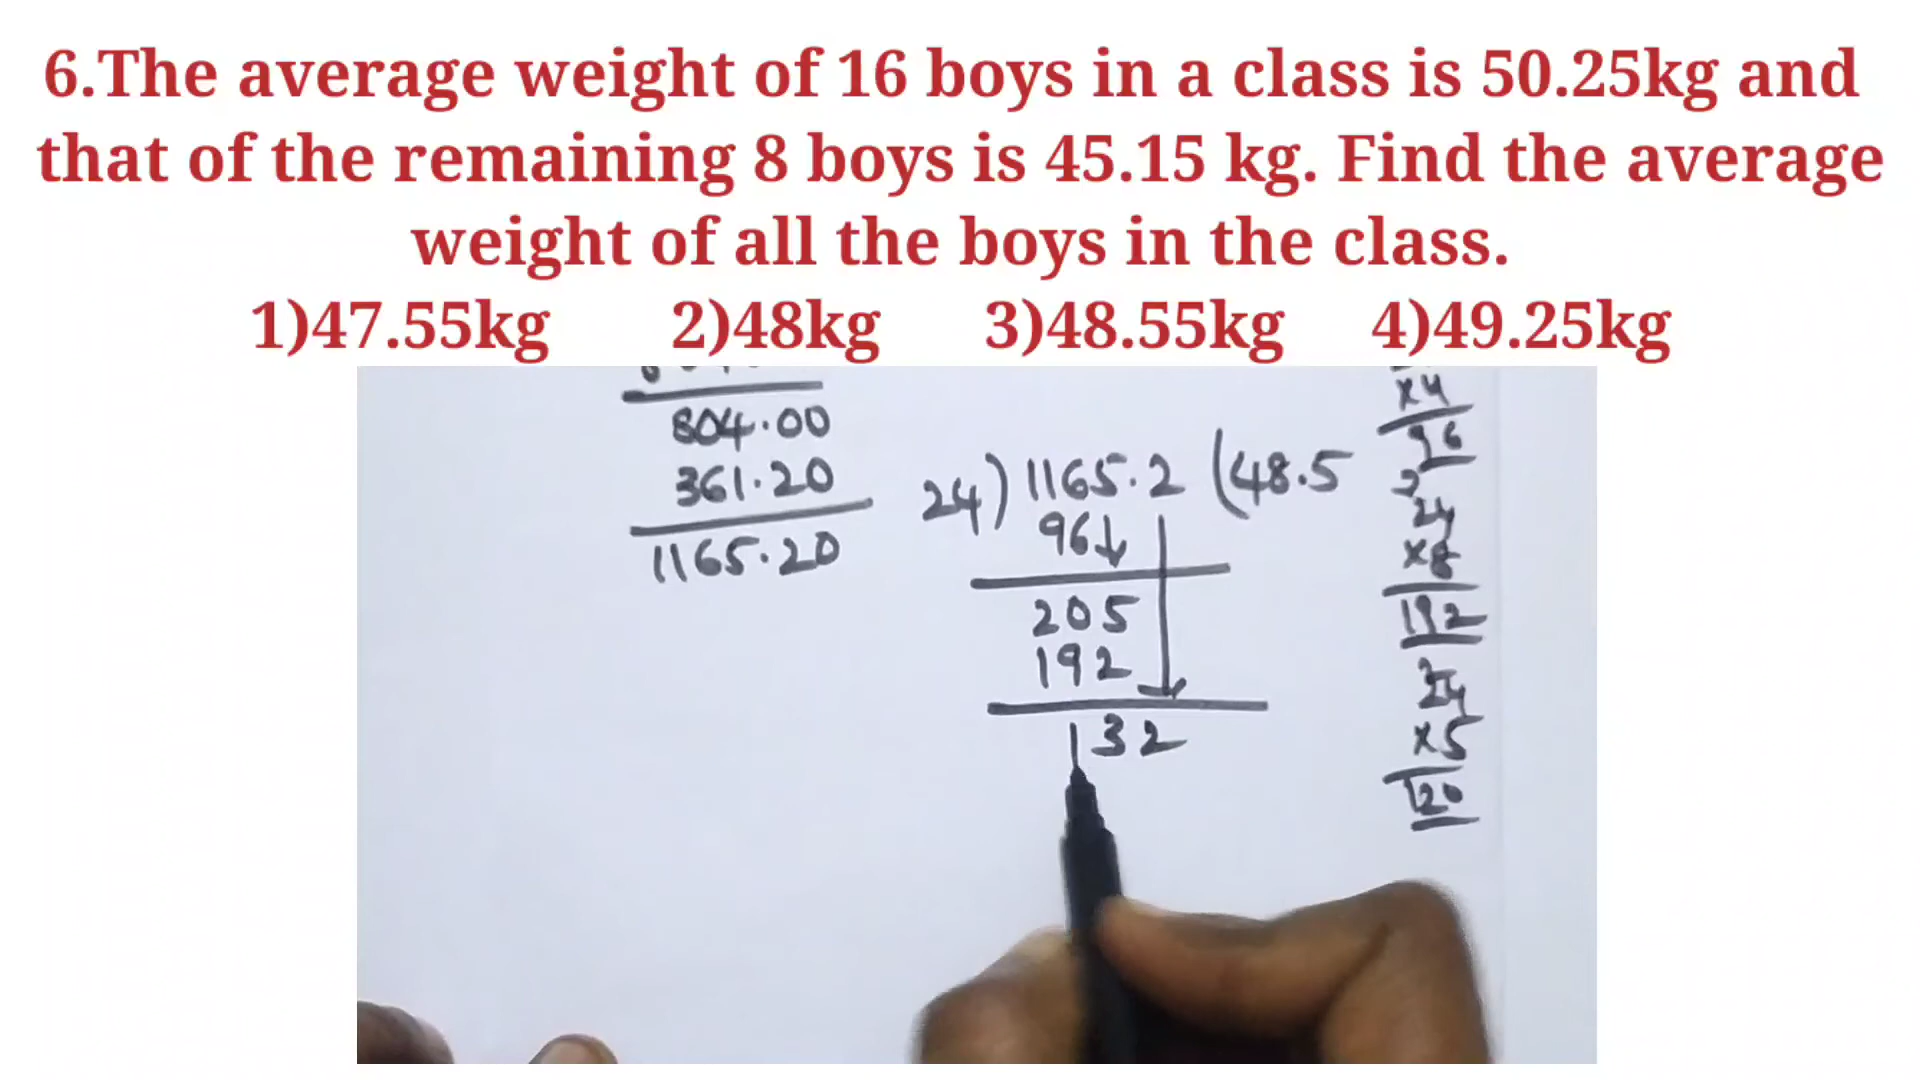 6.The average weight of 16 boys in a class is 50.25kg and
that of the remaining 8 boys is 45.15 kg. Find the average
weight of all the boys in the class.
1)47.55kg 2)48kg 3)48.55kg 4)49.25kg
804.00
361.20
1165.20
24) 1165.2 (48.5
96↓
205
192
132
x4
96
2
24
x8
192
2
24
x5
120